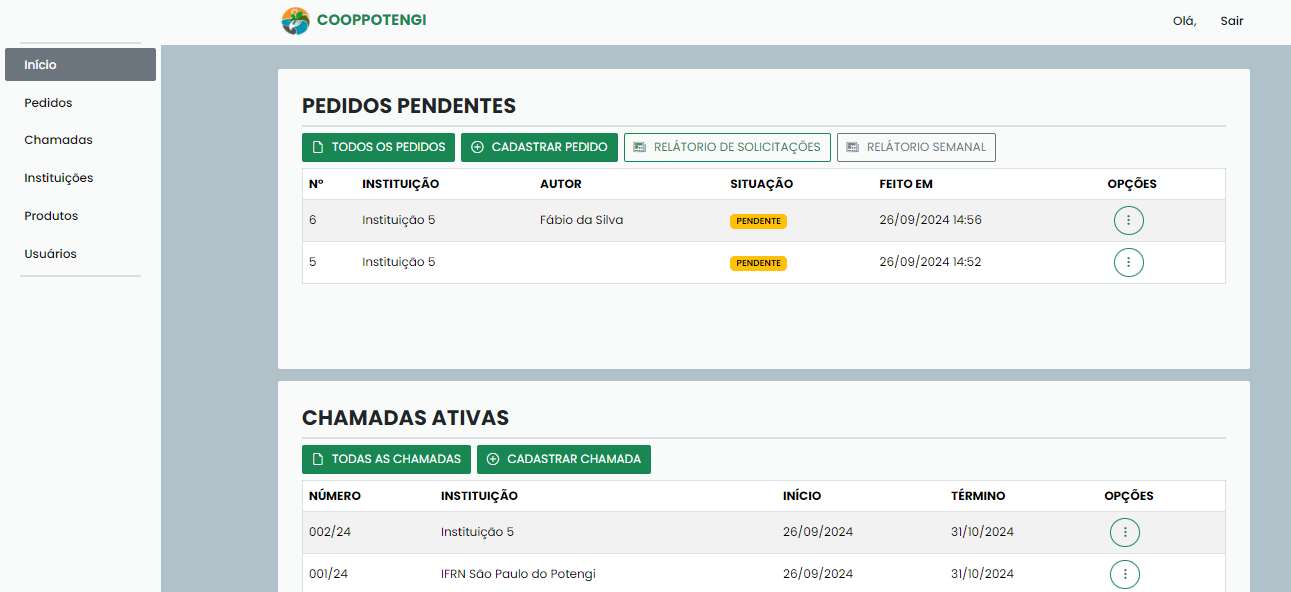 COOPPOTENGI
Olá, Sair
Início
Pedidos
Chamadas
Instituições
Produtos
Usuários
PEDIDOS PENDENTES
TODOS OS PEDIDOS CADASTRAR PEDIDO RELÁTORIO DE SOLICITAÇÕES RELÁTORIO SEMANAL
Nº INSTITUIÇÃO AUTOR SITUAÇÃO FEITO EM OPÇÕES
6 Instituição 5 Fábio da Silva PENDENTE 26/09/2024 14:56
5 Instituição 5 PENDENTE 26/09/2024 14:52
CHAMADAS ATIVAS
TODAS AS CHAMADAS CADASTRAR CHAMADA
NÚMERO INSTITUIÇÃO INÍCIO TÉRMINO OPÇÕES
002/24 Instituição 5 26/09/2024 31/10/2024
001/24 IFRN São Paulo do Potengi 26/09/2024 31/10/2024